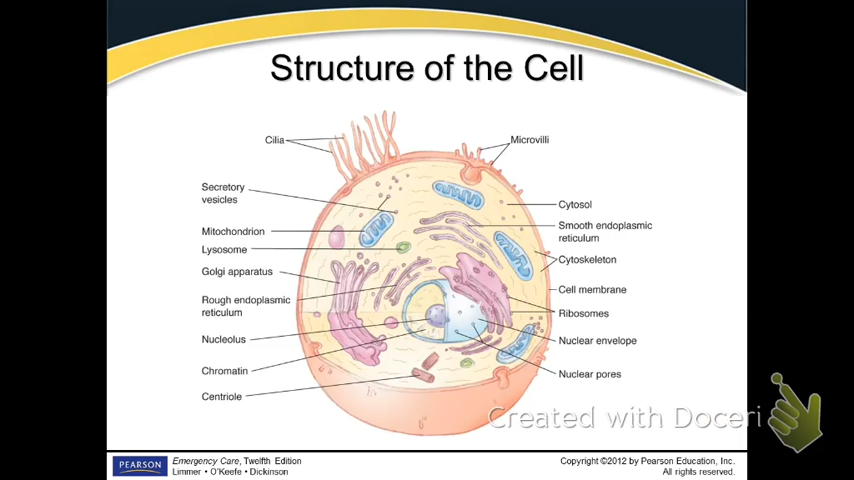 Structure of the Cell
Cilia
Microvilli
Secretory
vesicles
Cytosol
Mitochondrion
Smooth endoplasmic
reticulum
Lysosome
Cytoskeleton
Golgi apparatus
Cell membrane
Rough endoplasmic
reticulum
Ribosomes
Nucleolus
Nuclear envelope
Chromatin
Nuclear pores
Centriole
Created with Doceri
PEARSON
Emergency Care, Twelfth Edition
Limmer • O'Keefe • Dickinson
Copyright ©2012 by Pearson Education, Inc.
All rights reserved.